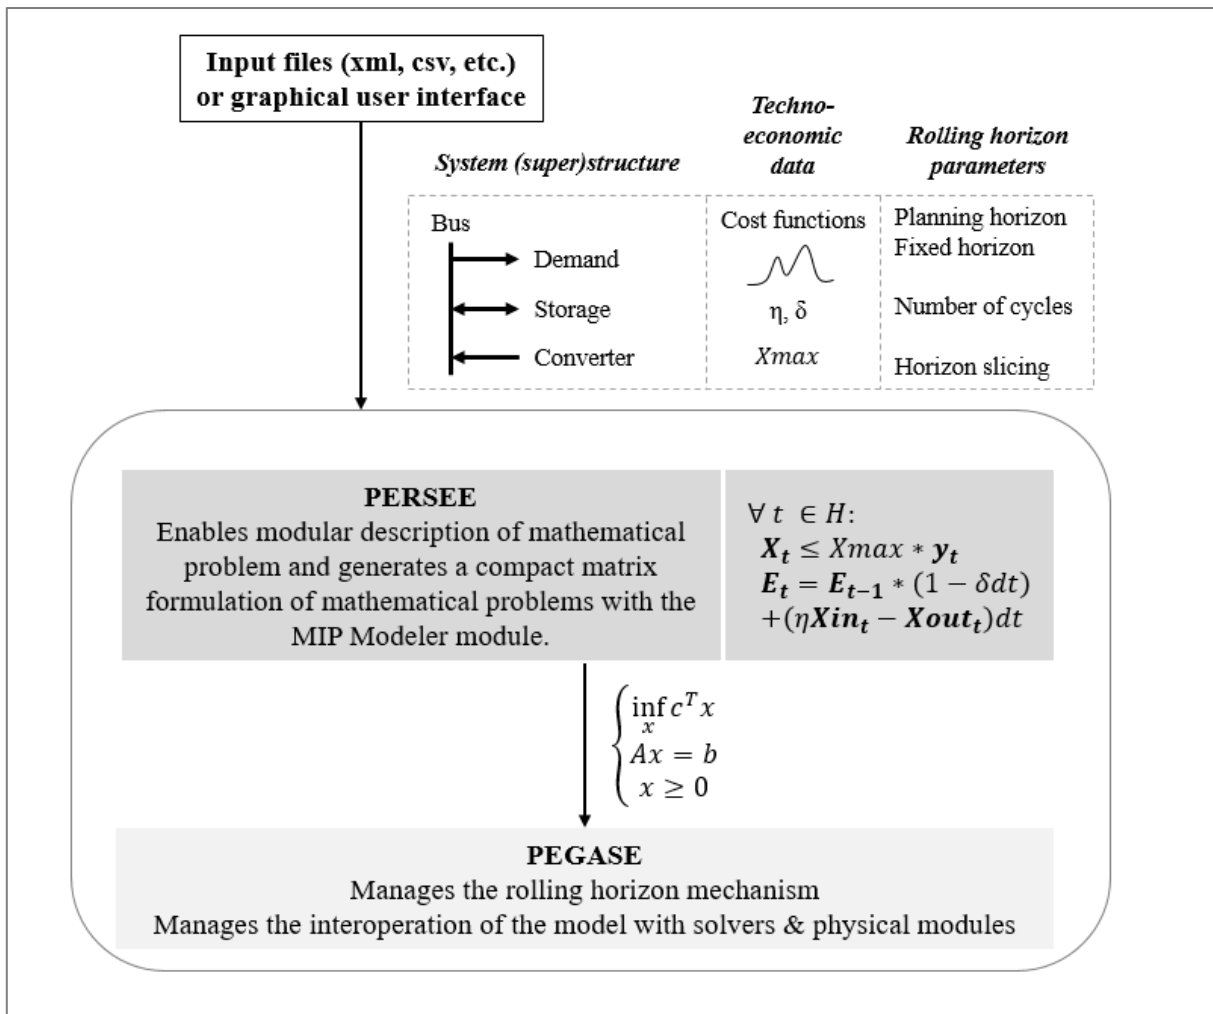 Input files (xml, csv, etc.)
or graphical user interface
System (super)structure
Techno-
economic
data
Rolling horizon
parameters
Bus
Demand
Storage
Converter
Cost functions
η, δ
Xmax
Planning horizon
Fixed horizon
Number of cycles
Horizon slicing
PERSEE
Enables modular description of mathematical
problem and generates a compact matrix
formulation of mathematical problems with the
MIP Modeler module.
∀ t ∈ H:
X_t ≤ Xmax * y_t
E_t = E_{t−1} * (1 − δdt)
+(ηXin_t − Xout_t)dt
inf_x c^T x
Ax = b
x ≥ 0
PEGASE
Manages the rolling horizon mechanism
Manages the interoperation of the model with solvers & physical modules